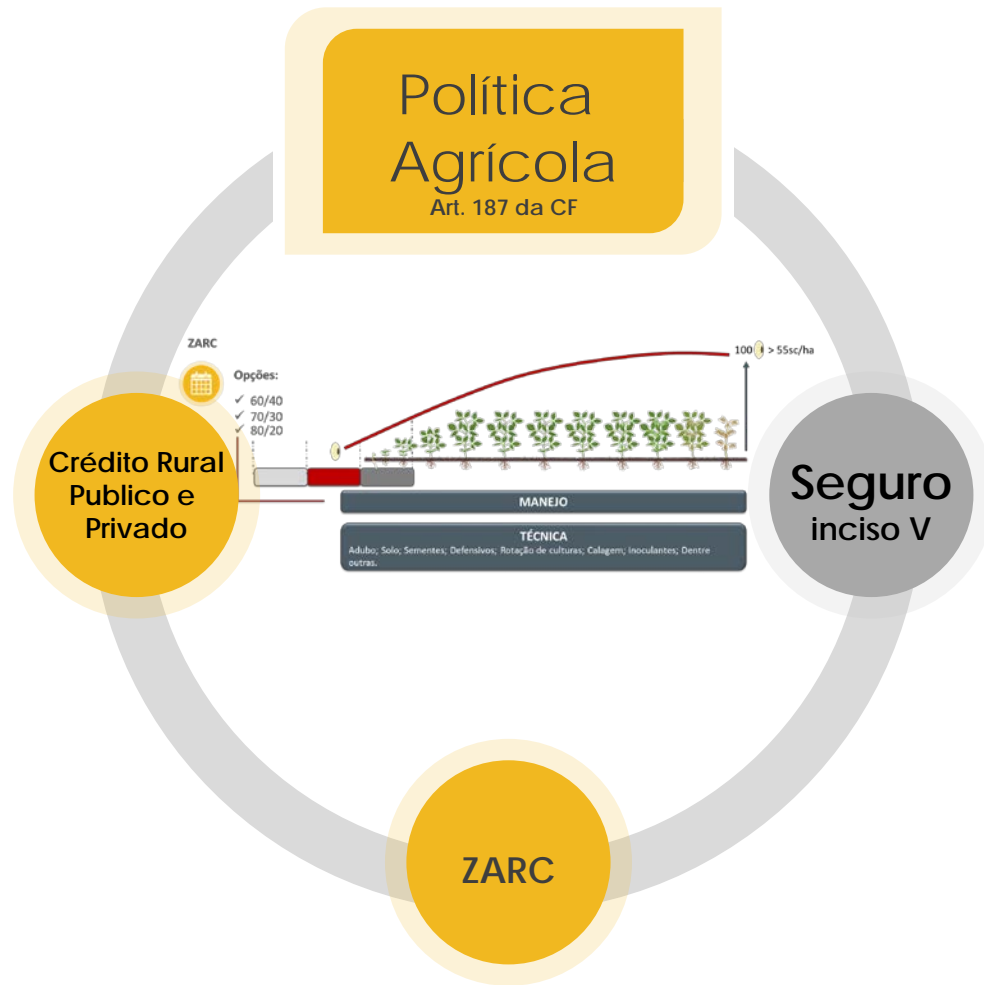 Política
Agrícola
Art. 187 da CF
ZARC
Opções:
✓ 60/40
✓ 70/30
✓ 80/20
100 > 55sc/ha
Crédito Rural
Publico e
Privado
MANEJO
TÉCNICA
Adubo; Solo; Sementes; Defensivos; Rotação de culturas; Calagem; inoculantes; Dentre
outras.
Seguro
inciso V
ZARC